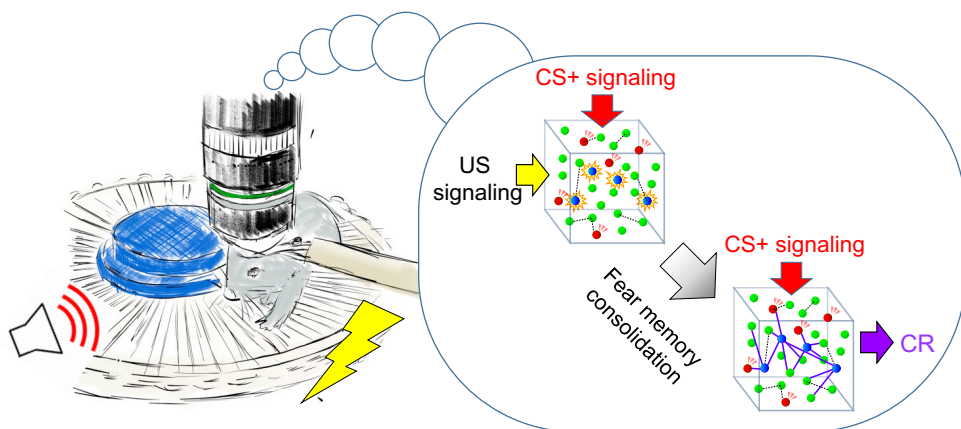 CS+ signaling
US
signaling
Fear memory
consolidation
CS+ signaling
CR